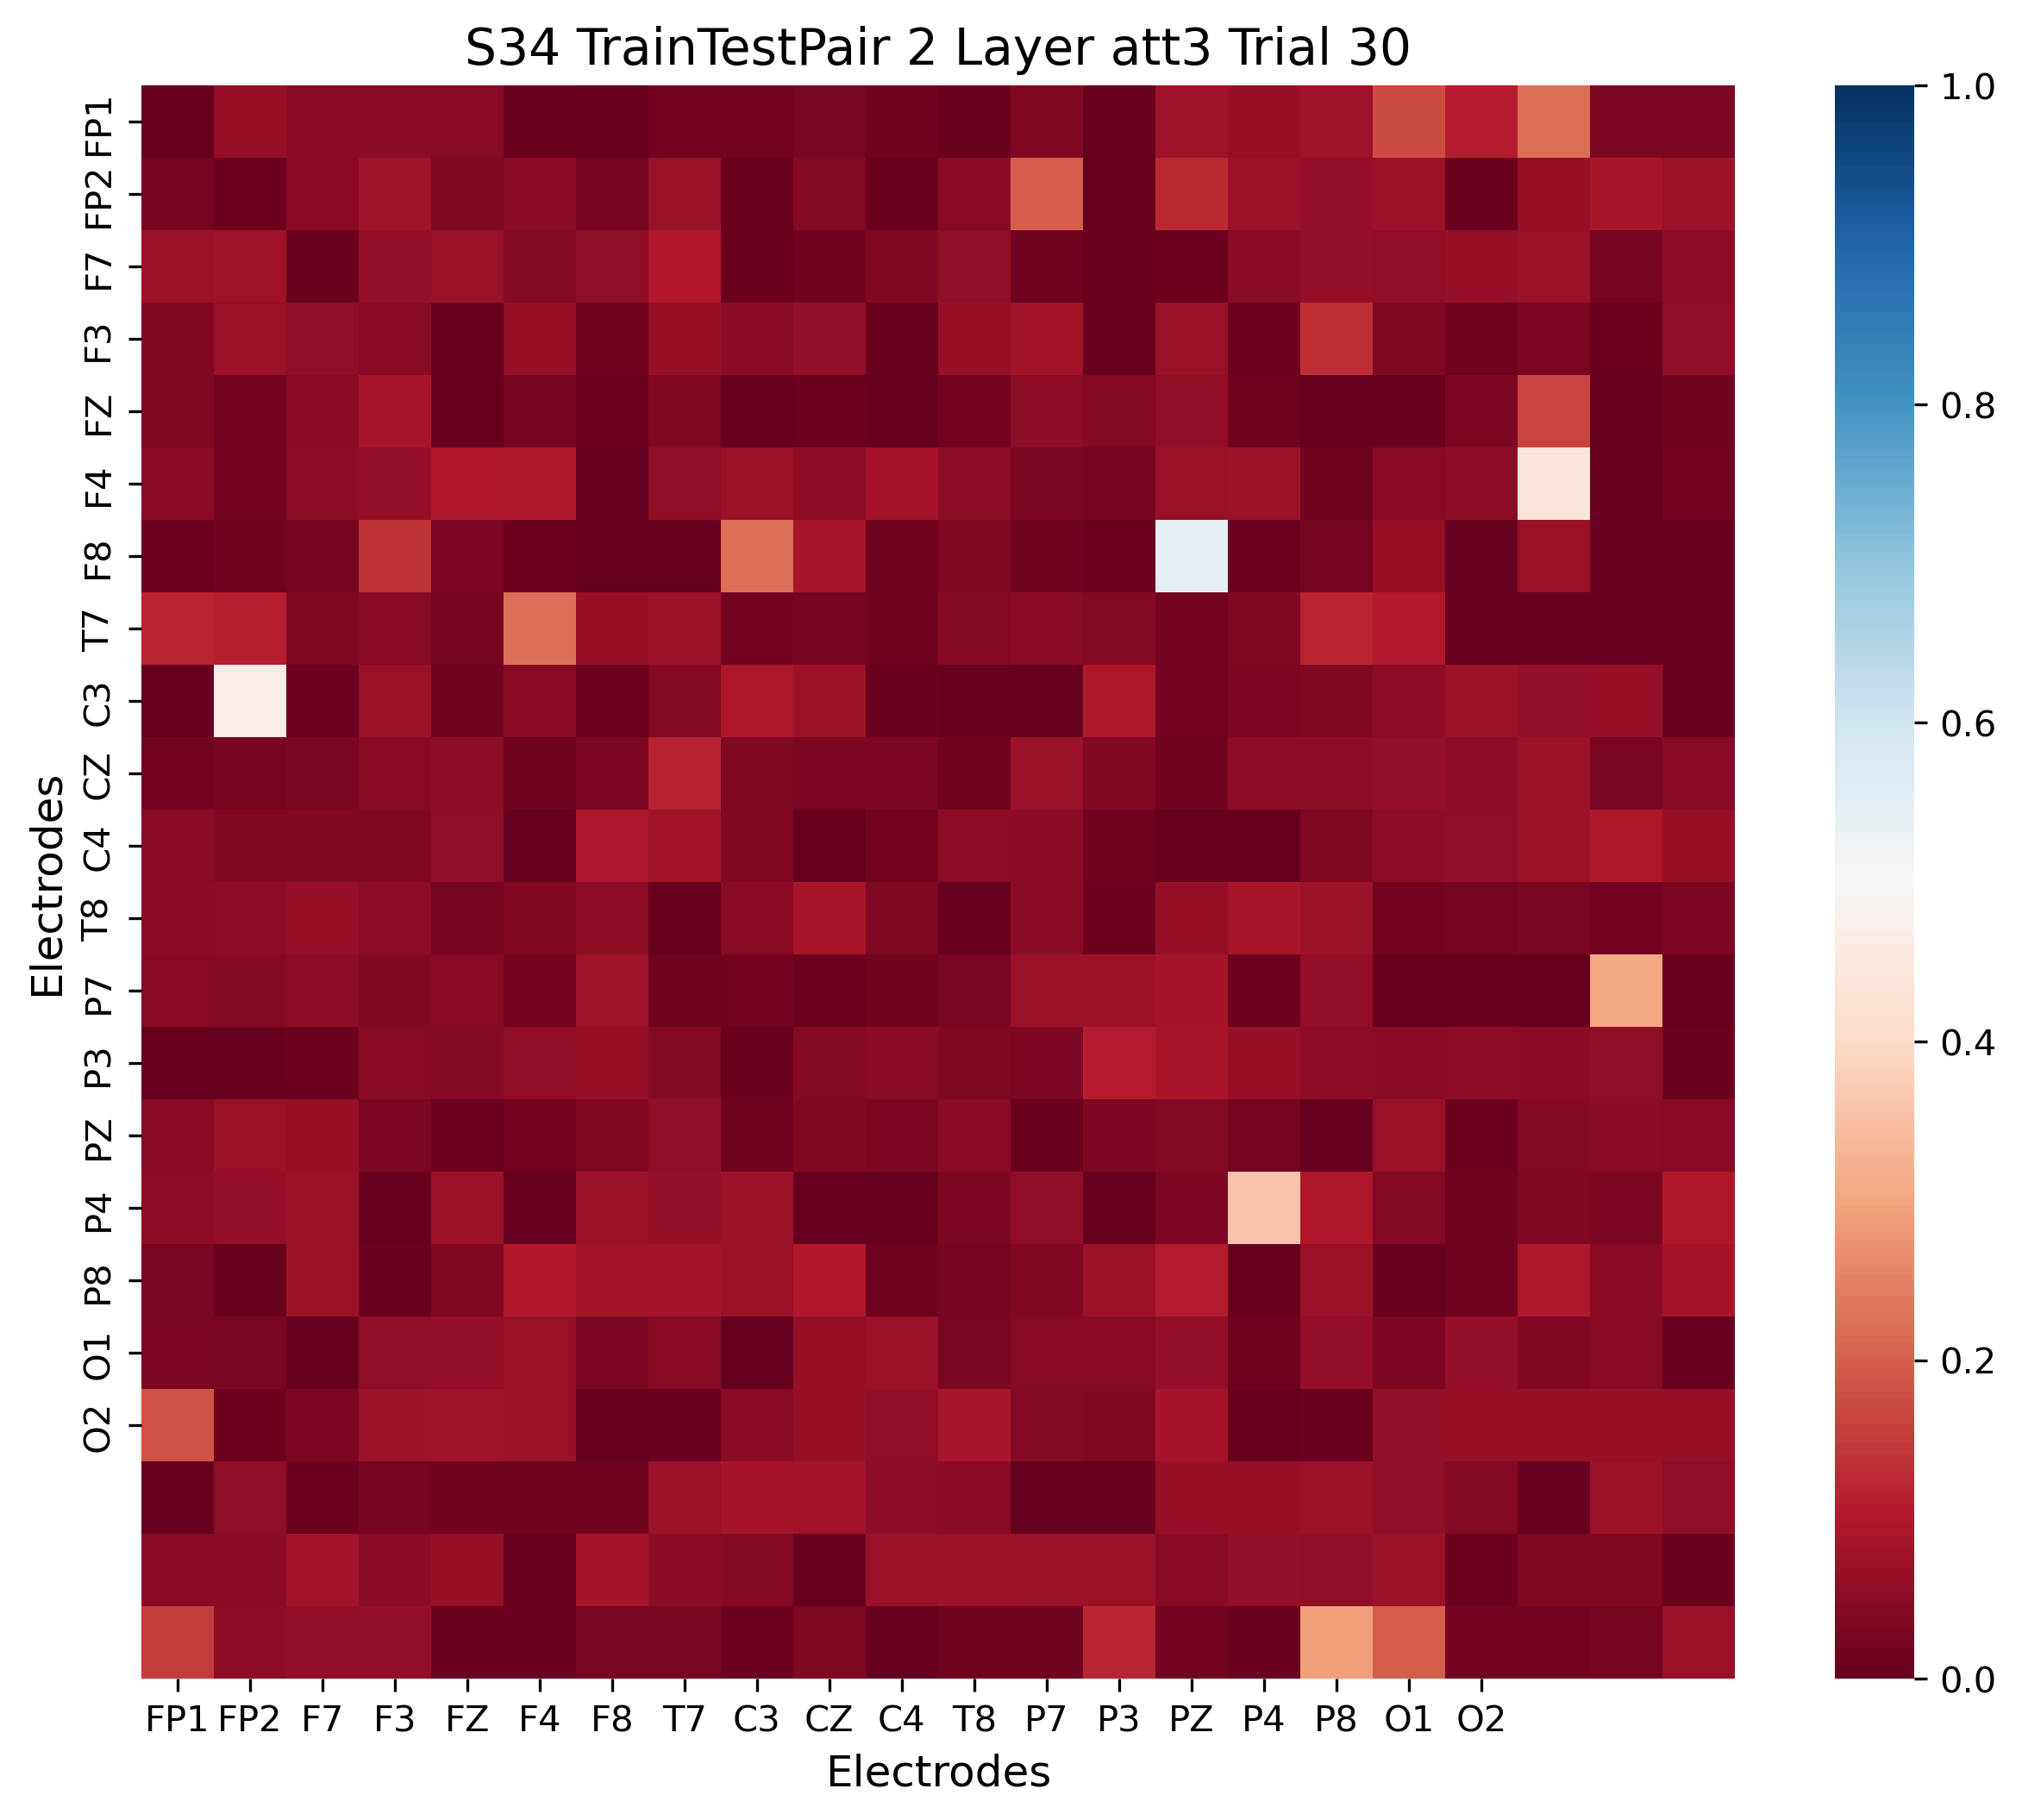 S34 TrainTestPair 2 Layer att3 Trial 30
Electrodes
FP1
FP2
F7
F3
FZ
F4
F8
T7
C3
CZ
C4
T8
P7
P3
PZ
P4
P8
O1
O2
FP1 FP2 F7 F3 FZ F4 F8 T7 C3 CZ C4 T8 P7 P3 PZ P4 P8 O1 O2
Electrodes
1.0
0.8
0.6
0.4
0.2
0.0